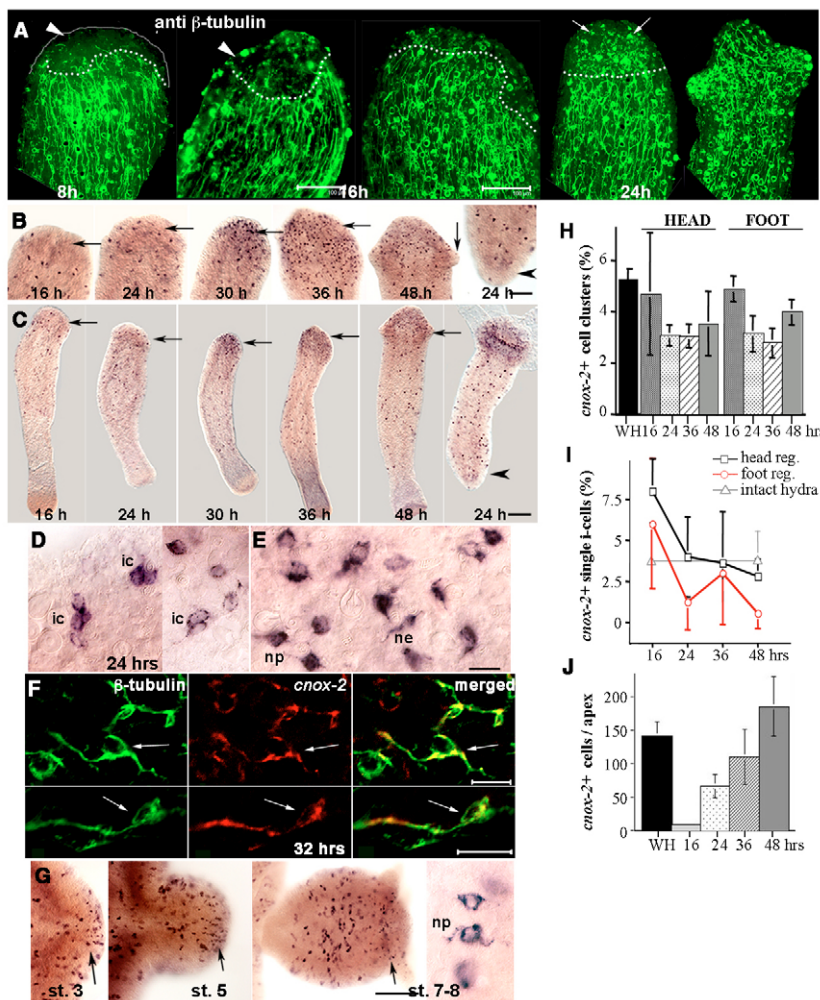 A
anti β-tubulin
8h
16h
24h
100 µm
100 µm
B
16 h
24 h
30 h
36 h
48 h
24 h
C
16 h
24 h
30 h
36 h
48 h
24 h
D
ic
ic
ic
24 hrs
E
np
ne
F
β-tubulin
cnox-2
merged
32 hrs
G
st. 3
st. 5
st. 7-8
np
H
HEAD
FOOT
cnox-2+ cell clusters (%)
6
4
2
0
WH 16 24 36 48 16 24 36 48 hrs
I
head reg.
foot reg.
intact hydra
cnox-2+ single i-cells (%)
7.5
5
2.5
0
16 24 36 48 hrs
J
cnox-2+ cells / apex
200
150
100
50
0
WH 16 24 36 48 hrs